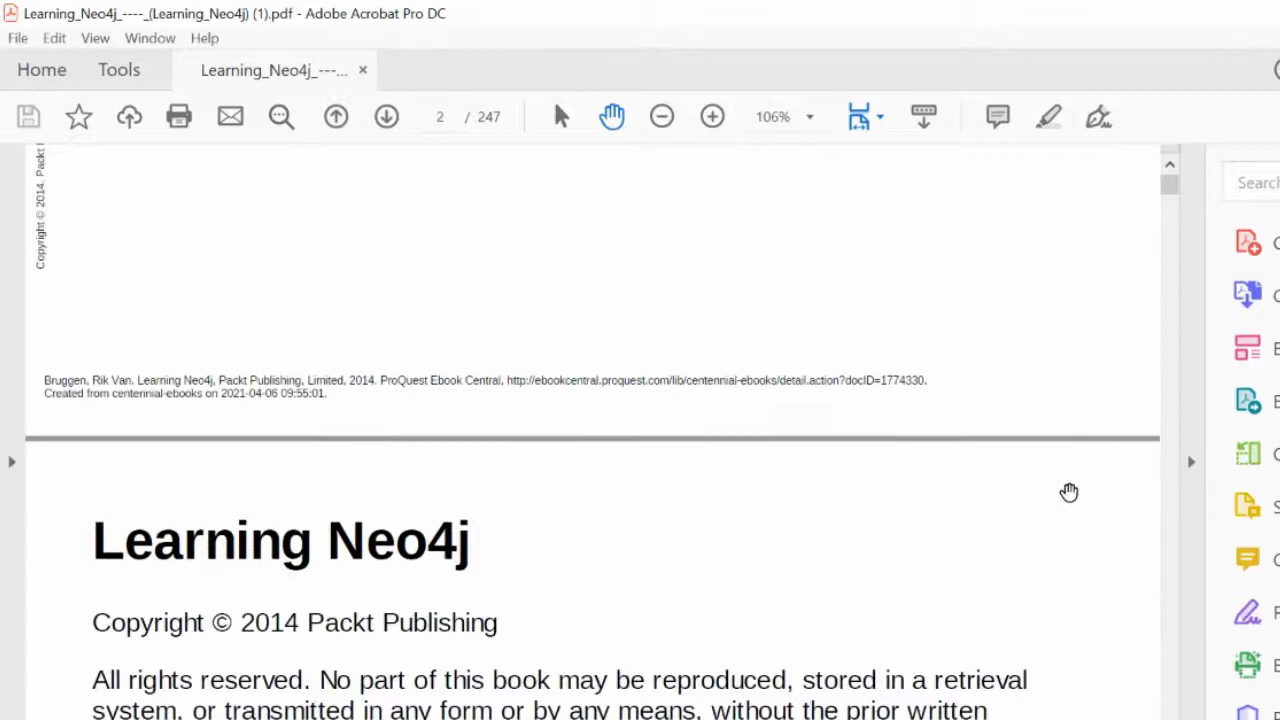 Learning_Neo4j_----_(Learning_Neo4j) (1).pdf - Adobe Acrobat Pro DC
File Edit View Window Help
Home Tools Learning_Neo4j_---... ×
2 / 247 106%
Copyright © 2014. Packt
Search
Bruggen, Rik Van. Learning Neo4j, Packt Publishing, Limited, 2014. ProQuest Ebook Central, http://ebookcentral.proquest.com/lib/centennial-ebooks/detail.action?docID=1774330.
Created from centennial-ebooks on 2021-04-06 09:55:01.
Learning Neo4j
Copyright © 2014 Packt Publishing
All rights reserved. No part of this book may be reproduced, stored in a retrieval
system, or transmitted in any form or by any means, without the prior written